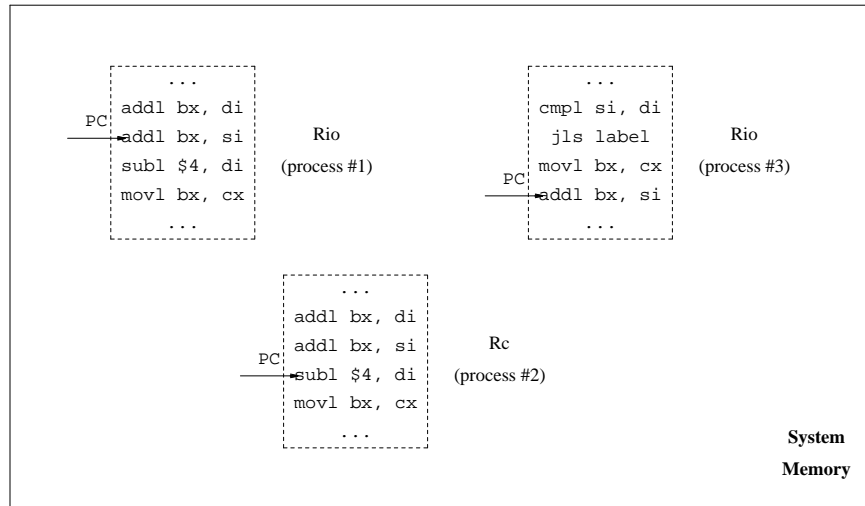 ...
addl bx, di
PC
addl bx, si
subl $4, di
movl bx, cx
...
Rio
(process #1)
...
cmpl si, di
jls label
movl bx, cx
PC
addl bx, si
...
Rio
(process #3)
...
addl bx, di
addl bx, si
PC
subl $4, di
movl bx, cx
...
Rc
(process #2)
System
Memory